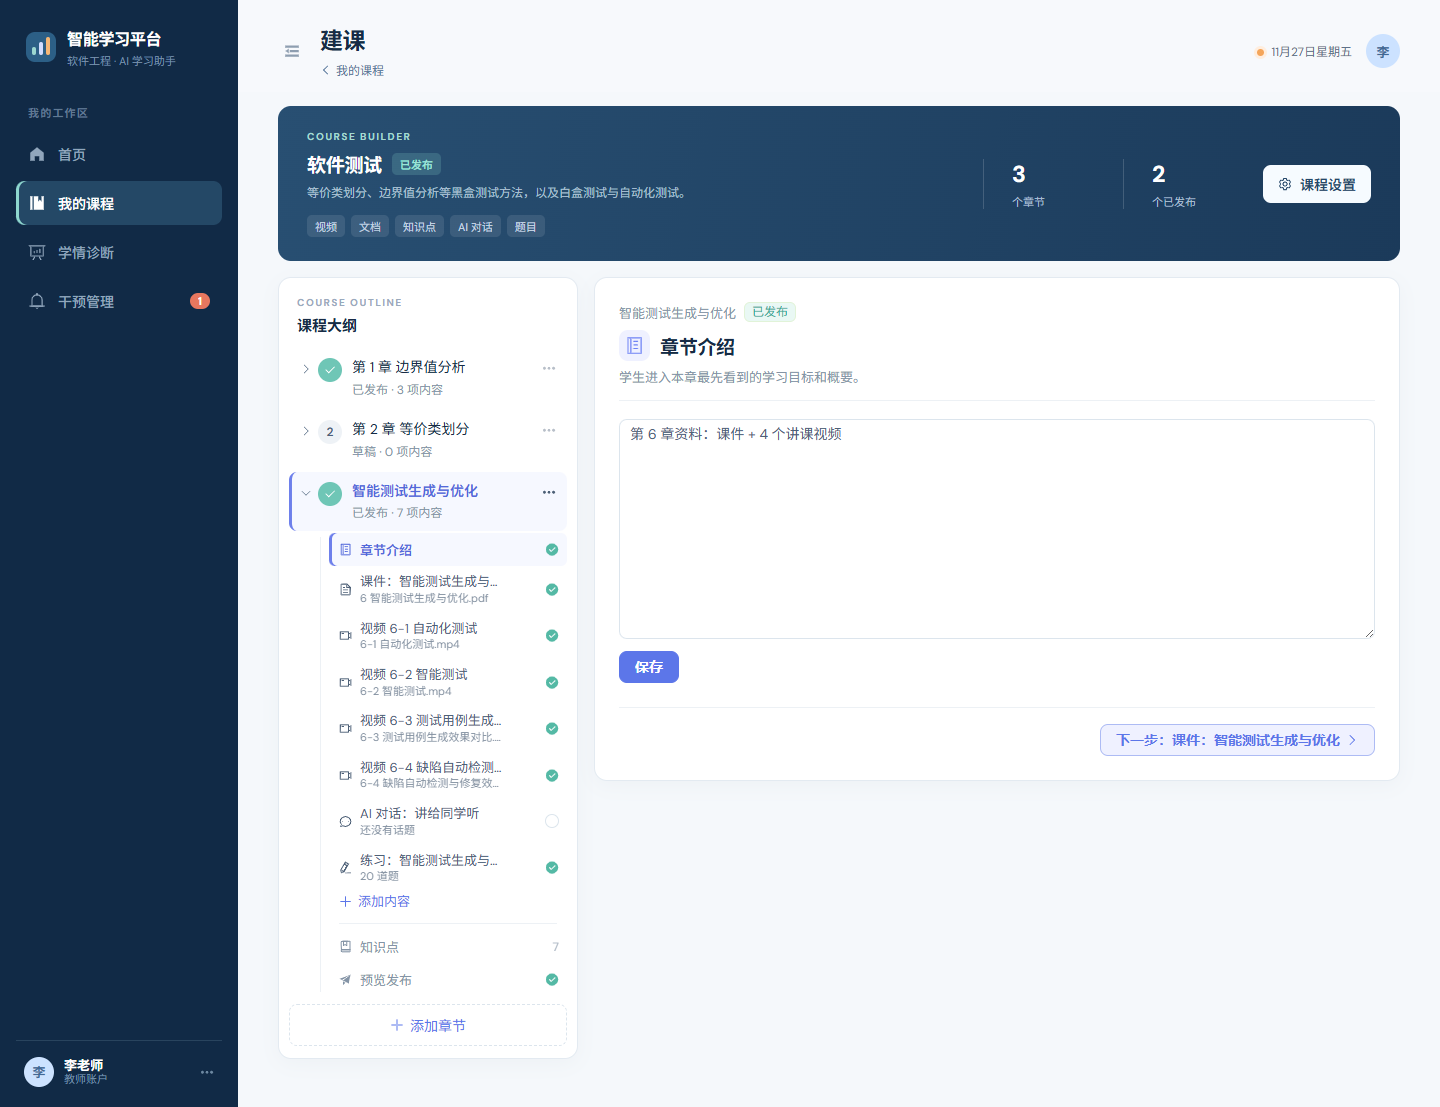 智能学习平台
软件工程 · AI 学习助手
我的工作区
首页
我的课程
学情诊断
干预管理
1
李
李老师
教师账户
建课
我的课程
11月27日星期五
李
COURSE BUILDER
软件测试
已发布
等价类划分、边界值分析等黑盒测试方法，以及白盒测试与自动化测试。
视频
文档
知识点
AI 对话
题目
3
个章节
2
个已发布
课程设置
COURSE OUTLINE
课程大纲
第 1 章 边界值分析
已发布 · 3 项内容
2
第 2 章 等价类划分
草稿 · 0 项内容
智能测试生成与优化
已发布 · 7 项内容
章节介绍
课件：智能测试生成与...
6 智能测试生成与优化.pdf
视频 6-1 自动化测试
6-1 自动化测试.mp4
视频 6-2 智能测试
6-2 智能测试.mp4
视频 6-3 测试用例生成...
6-3 测试用例生成效果对比...
视频 6-4 缺陷自动检测...
6-4 缺陷自动检测与修复效...
AI 对话：讲给同学听
还没有话题
练习：智能测试生成与...
20 道题
添加内容
知识点
7
预览发布
添加章节
智能测试生成与优化
已发布
章节介绍
学生进入本章最先看到的学习目标和概要。
第 6 章资料：课件 + 4 个讲课视频
保存
下一步：课件：智能测试生成与优化